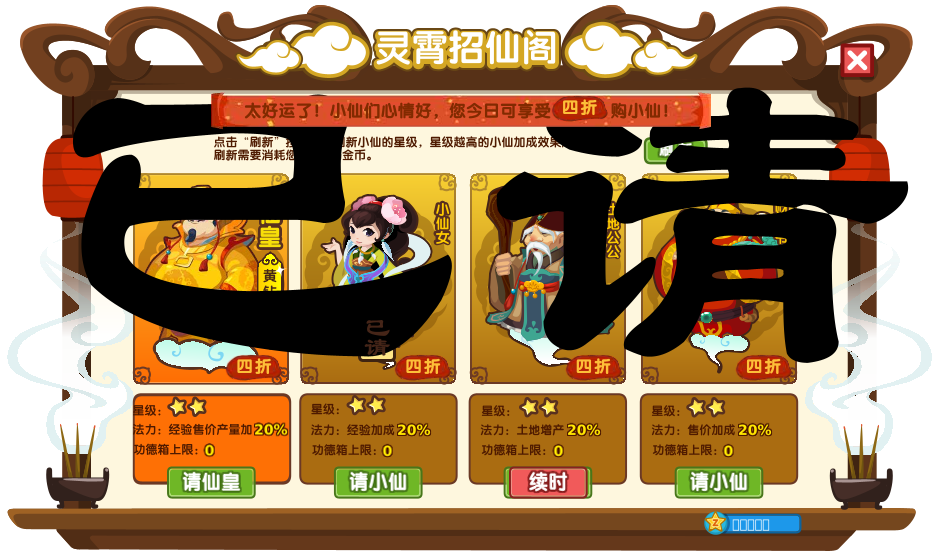 灵霄招仙阁
太好运了！小仙们心情好，您今日可享受 四折 购小仙！
点击“刷新”
刷新小仙的星级，星级越高的小仙加成效果
刷新需要消耗您
金币。
已请
皇
黄钻
小仙女
地公公
已请
四折
四折
四折
四折
星级：
法力：经验售价产量加20%
功德箱上限：0
请仙皇
星级：
法力：经验加成20%
功德箱上限：0
请小仙
星级：
法力：土地增产20%
功德箱上限：0
续时
星级：
法力：售价加成20%
功德箱上限：0
请小仙